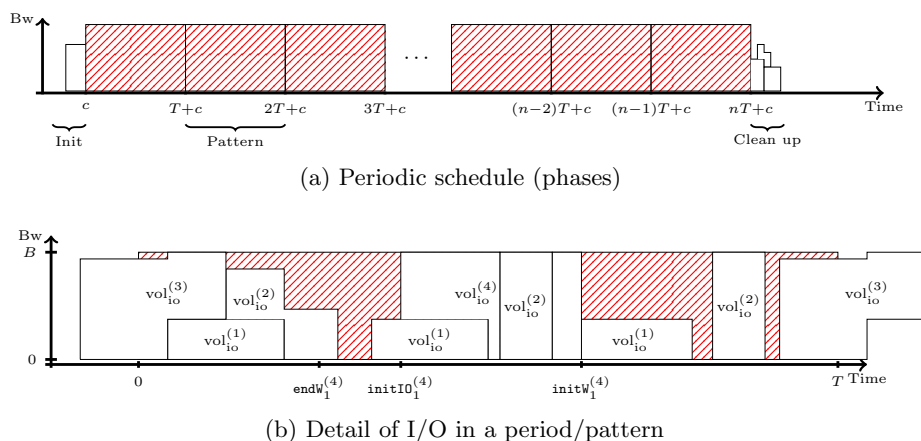 Bw
...
c T+c 2T+c 3T+c (n−2)T+c (n−1)T+c nT+c Time
Init Pattern Clean up
(a) Periodic schedule (phases)
Bw
B
vol_io^(3) vol_io^(2) vol_io^(4) vol_io^(2) vol_io^(2) vol_io^(3)
vol_io^(1) vol_io^(1) vol_io^(1)
0
0 endW_1^(4) initIO_1^(4) initW_1^(4) T Time
(b) Detail of I/O in a period/pattern